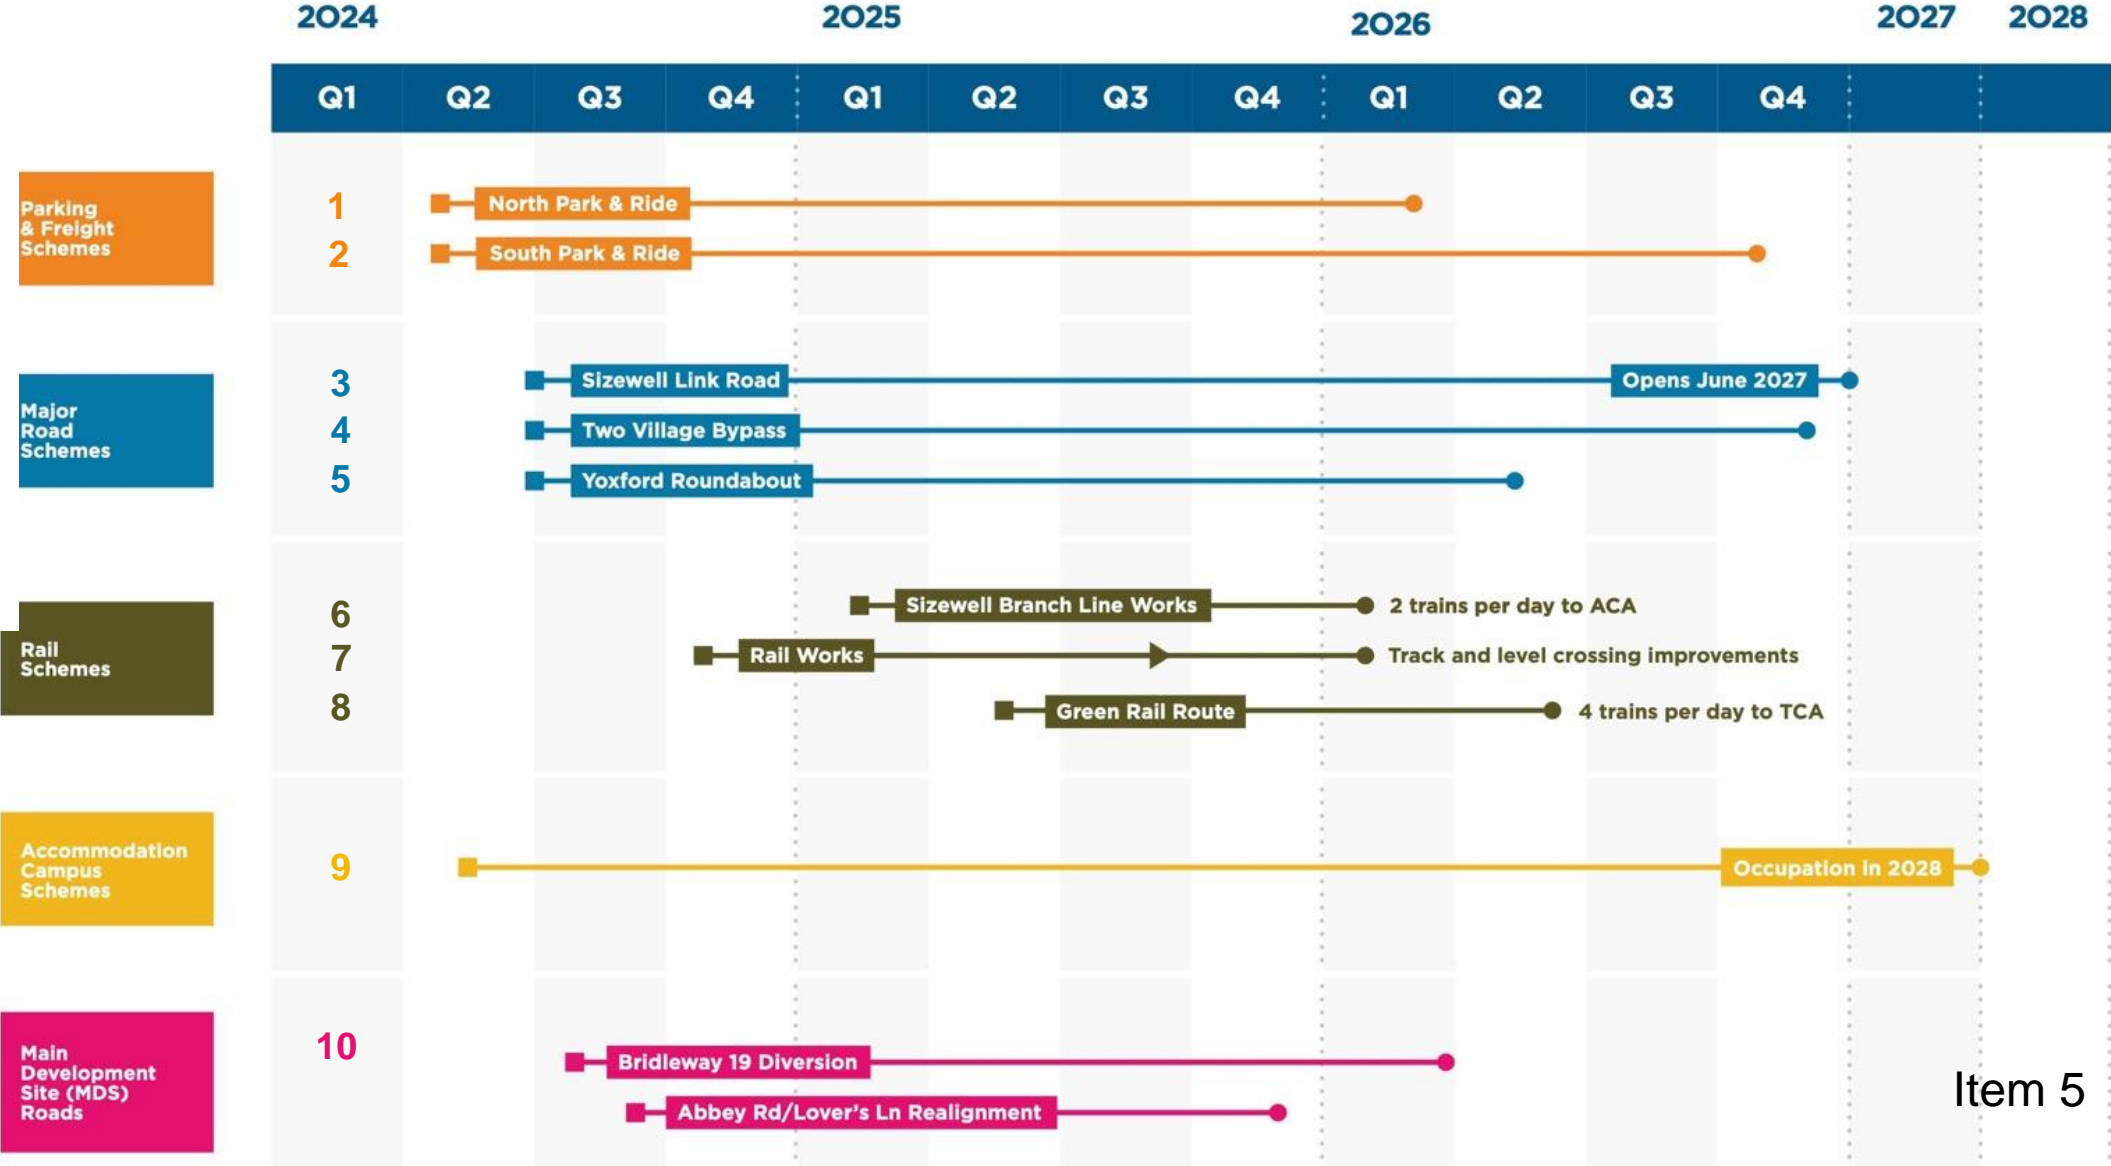 2024 2025 2026 2027 2028
Q1 Q2 Q3 Q4 Q1 Q2 Q3 Q4 Q1 Q2 Q3 Q4
Parking
& Freight
Schemes
1 North Park & Ride
2 South Park & Ride
Major
Road
Schemes
3 Sizewell Link Road Opens June 2027
4 Two Village Bypass
5 Yoxford Roundabout
Rail
Schemes
6 Sizewell Branch Line Works 2 trains per day to ACA
7 Rail Works Track and level crossing improvements
8 Green Rail Route 4 trains per day to TCA
Accommodation
Campus
Schemes
9 Occupation in 2028
Main
Development
Site (MDS)
Roads
10 Bridleway 19 Diversion
Abbey Rd/Lover's Ln Realignment
Item 5